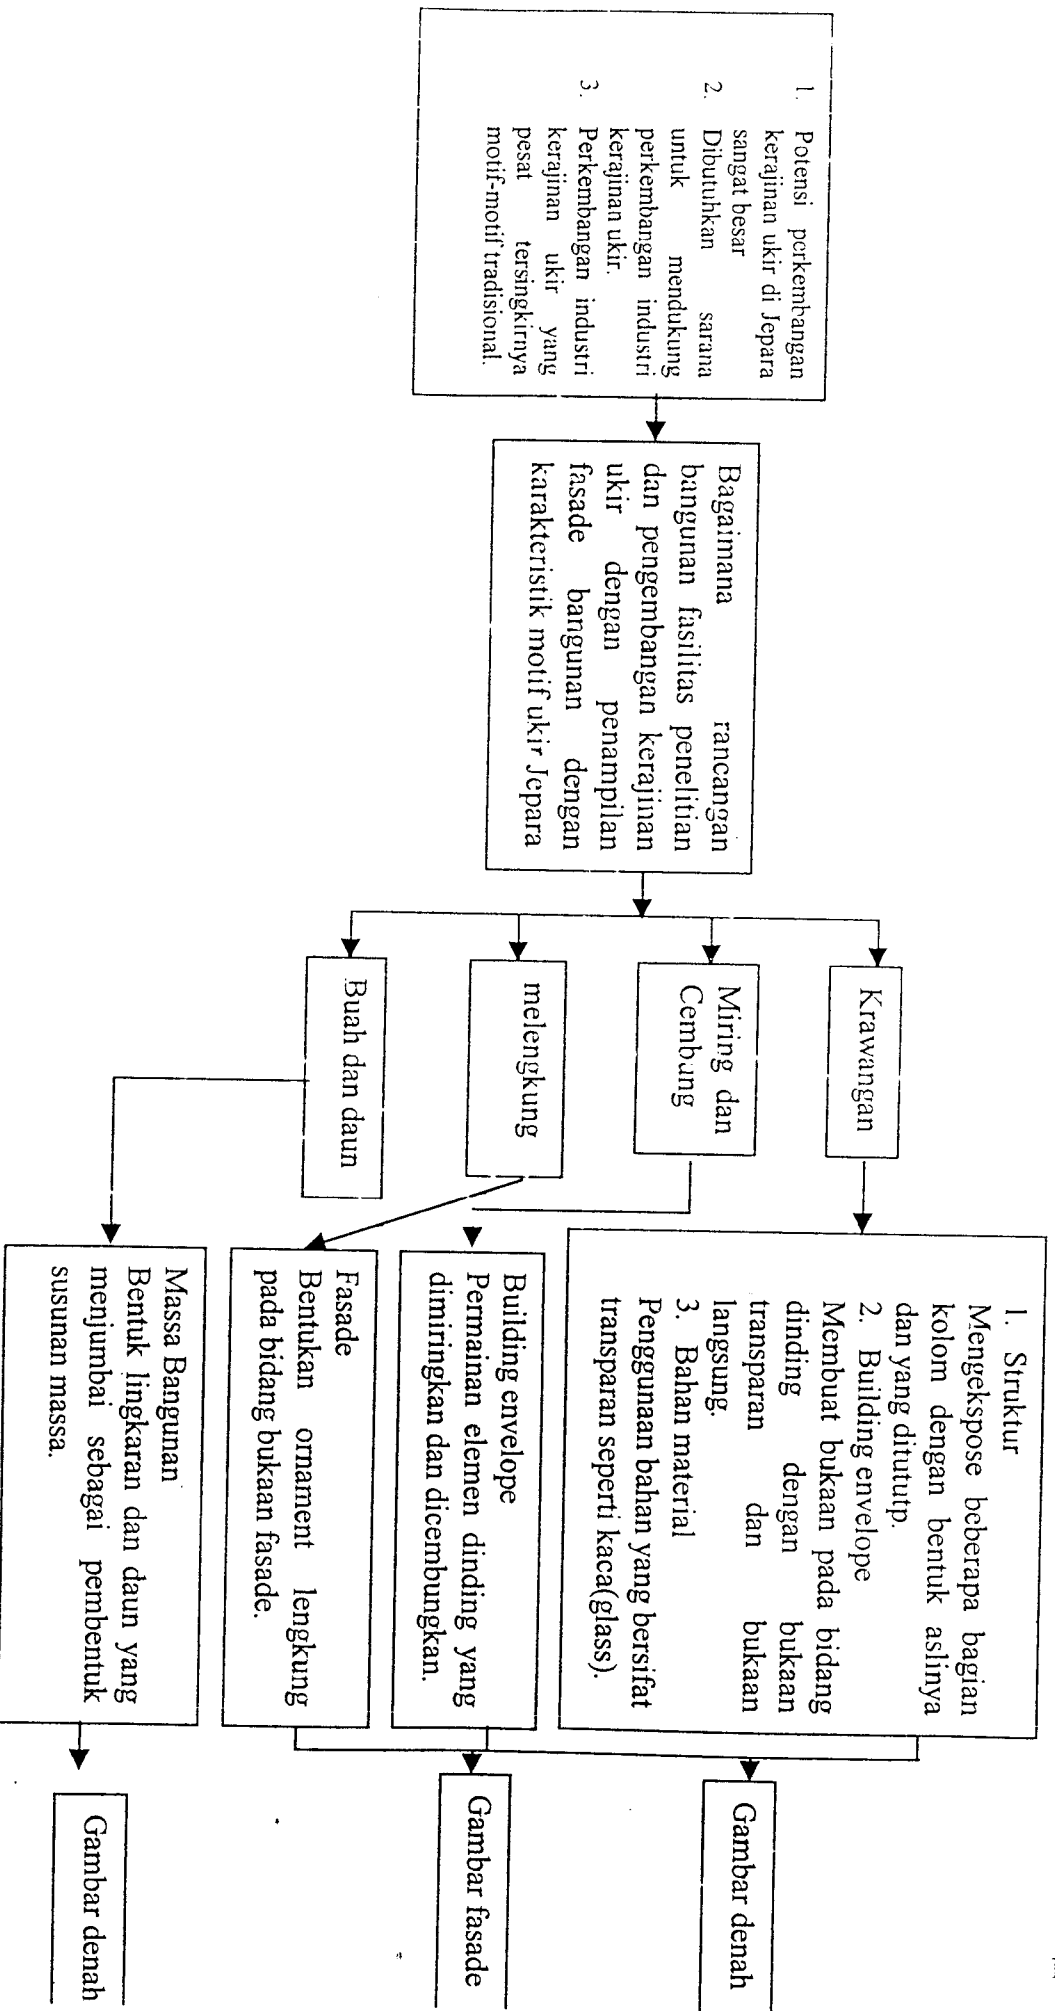 1. Potensi perkembangan
kerajinan ukir di Jepara
sangat besar
2. Dibutuhkan sarana
untuk mendukung
perkembangan industri
kerajinan ukir.
3. Perkembangan industri
kerajinan ukir yang
pesat tersingkirnya
motif-motif tradisional.
Bagaimana rancangan
bangunan fasilitas penelitian
dan pengembangan kerajinan
ukir dengan penampilan
fasade bangunan dengan
karakteristik motif ukir Jepara
Krawangan
Miring dan
Cembung
melengkung
Buah dan daun
1. Struktur
Mengekspose beberapa bagian
kolom dengan bentuk aslinya
dan yang ditututp.
2. Building envelope
Membuat bukaan pada bidang
dinding dengan bukaan
transparan dan bukaan
langsung.
3. Bahan material
Penggunaan bahan yang bersifat
transparan seperti kaca(glass).
Building envelope
Permainan elemen dinding yang
dimiringkan dan dicembungkan.
Fasade
Bentukan ornament lengkung
pada bidang bukaan fasade.
Massa Bangunan
Bentuk lingkaran dan daun yang
menjumbai sebagai pembentuk
susunan massa.
Gambar denah
Gambar fasade
Gambar denah